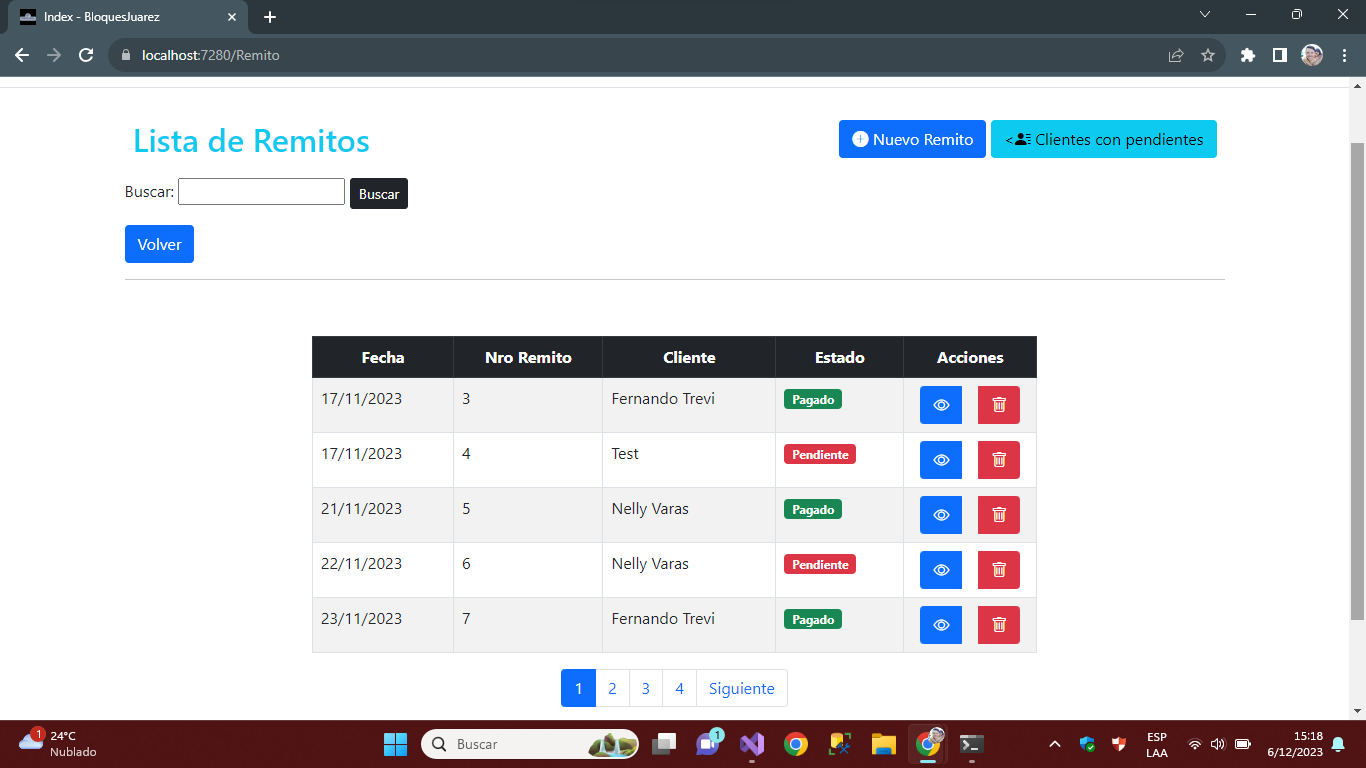 Index - BloquesJuarez
localhost:7280/Remito
Lista de Remitos
Nuevo Remito
< Clientes con pendientes
Buscar:
Buscar
Volver
Fecha Nro Remito Cliente Estado Acciones
17/11/2023 3 Fernando Trevi Pagado
17/11/2023 4 Test Pendiente
21/11/2023 5 Nelly Varas Pagado
22/11/2023 6 Nelly Varas Pendiente
23/11/2023 7 Fernando Trevi Pagado
1 2 3 4 Siguiente
1
24°C
Nublado
Buscar
1
ESP
LAA
15:18
6/12/2023